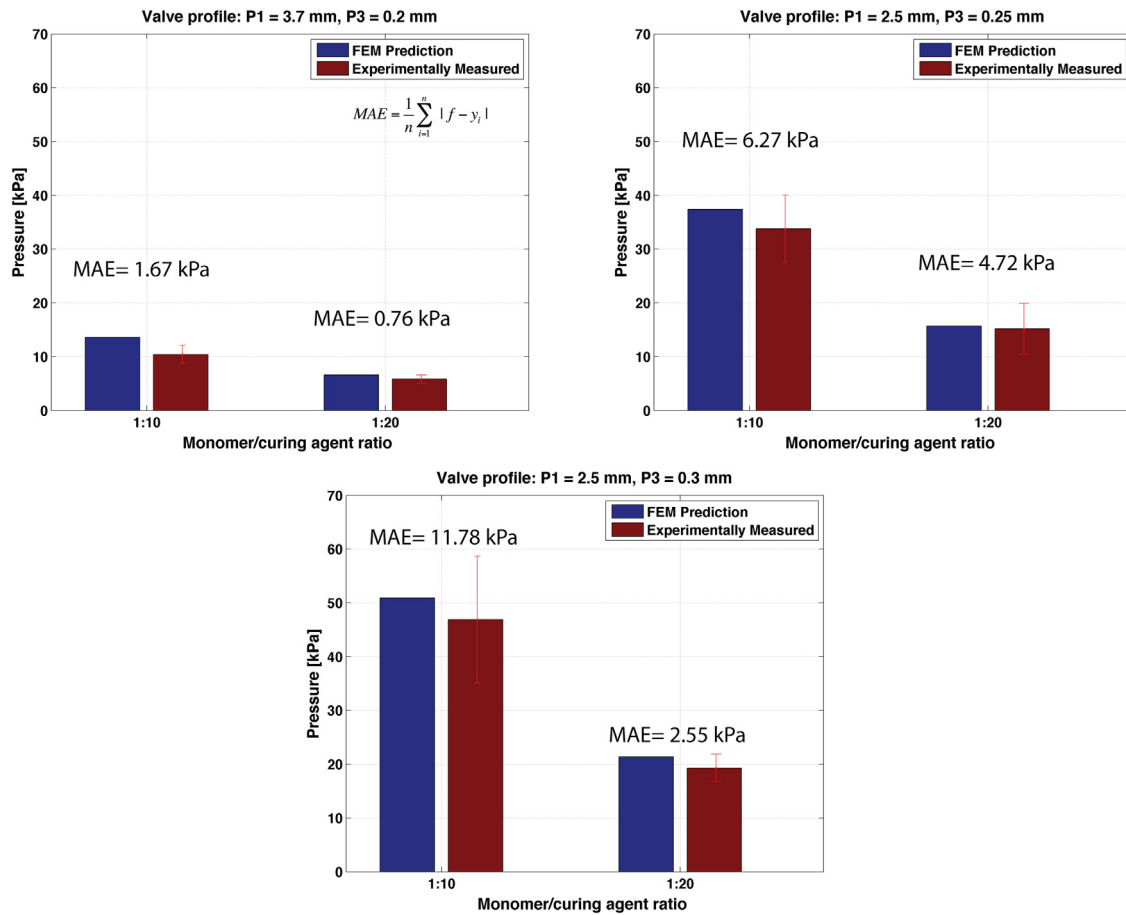 Valve profile: P1 = 3.7 mm, P3 = 0.2 mm
70
60
50
40
30
20
10
0
Pressure [kPa]
FEM Prediction
Experimentally Measured
MAE = \frac{1}{n} \sum_{i=1}^{n} | f - y_i |
MAE= 1.67 kPa
MAE= 0.76 kPa
1:10
1:20
Monomer/curing agent ratio
Valve profile: P1 = 2.5 mm, P3 = 0.25 mm
70
60
50
40
30
20
10
0
Pressure [kPa]
FEM Prediction
Experimentally Measured
MAE= 6.27 kPa
MAE= 4.72 kPa
1:10
1:20
Monomer/curing agent ratio
Valve profile: P1 = 2.5 mm, P3 = 0.3 mm
70
60
50
40
30
20
10
0
Pressure [kPa]
FEM Prediction
Experimentally Measured
MAE= 11.78 kPa
MAE= 2.55 kPa
1:10
1:20
Monomer/curing agent ratio